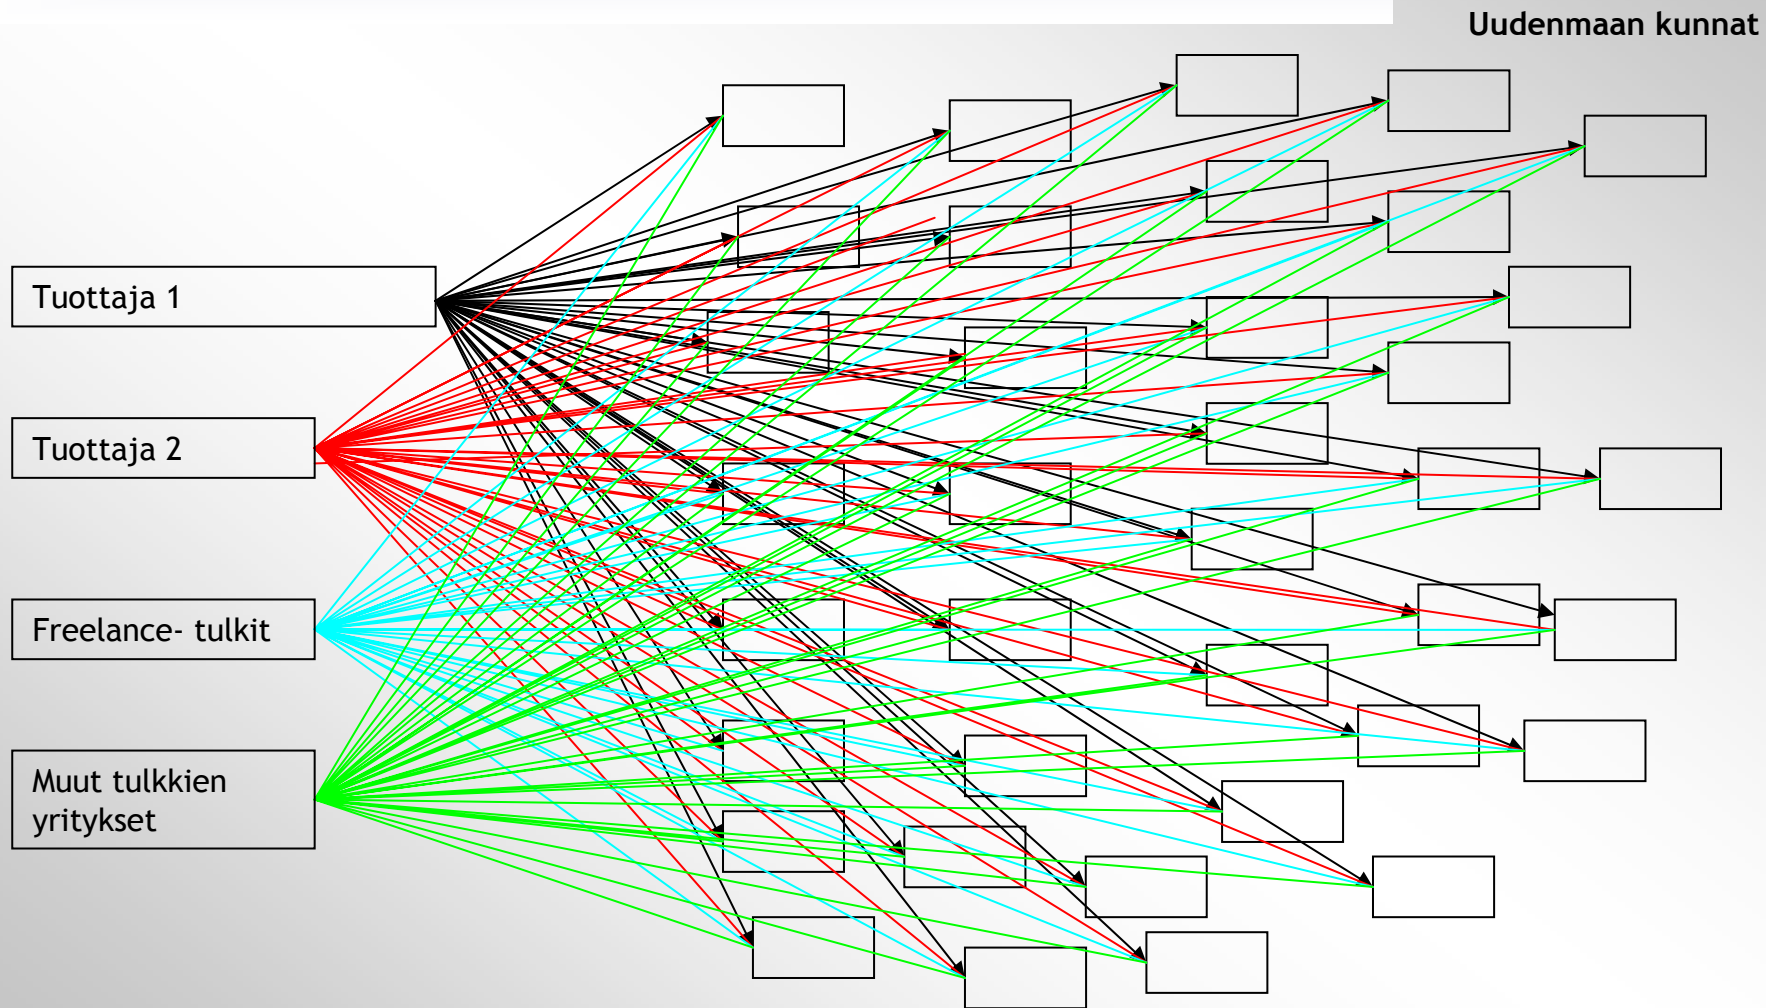 Uudenmaan kunnat
Tuottaja 1
Tuottaja 2
Freelance- tulkit
Muut tulkkien
yritykset